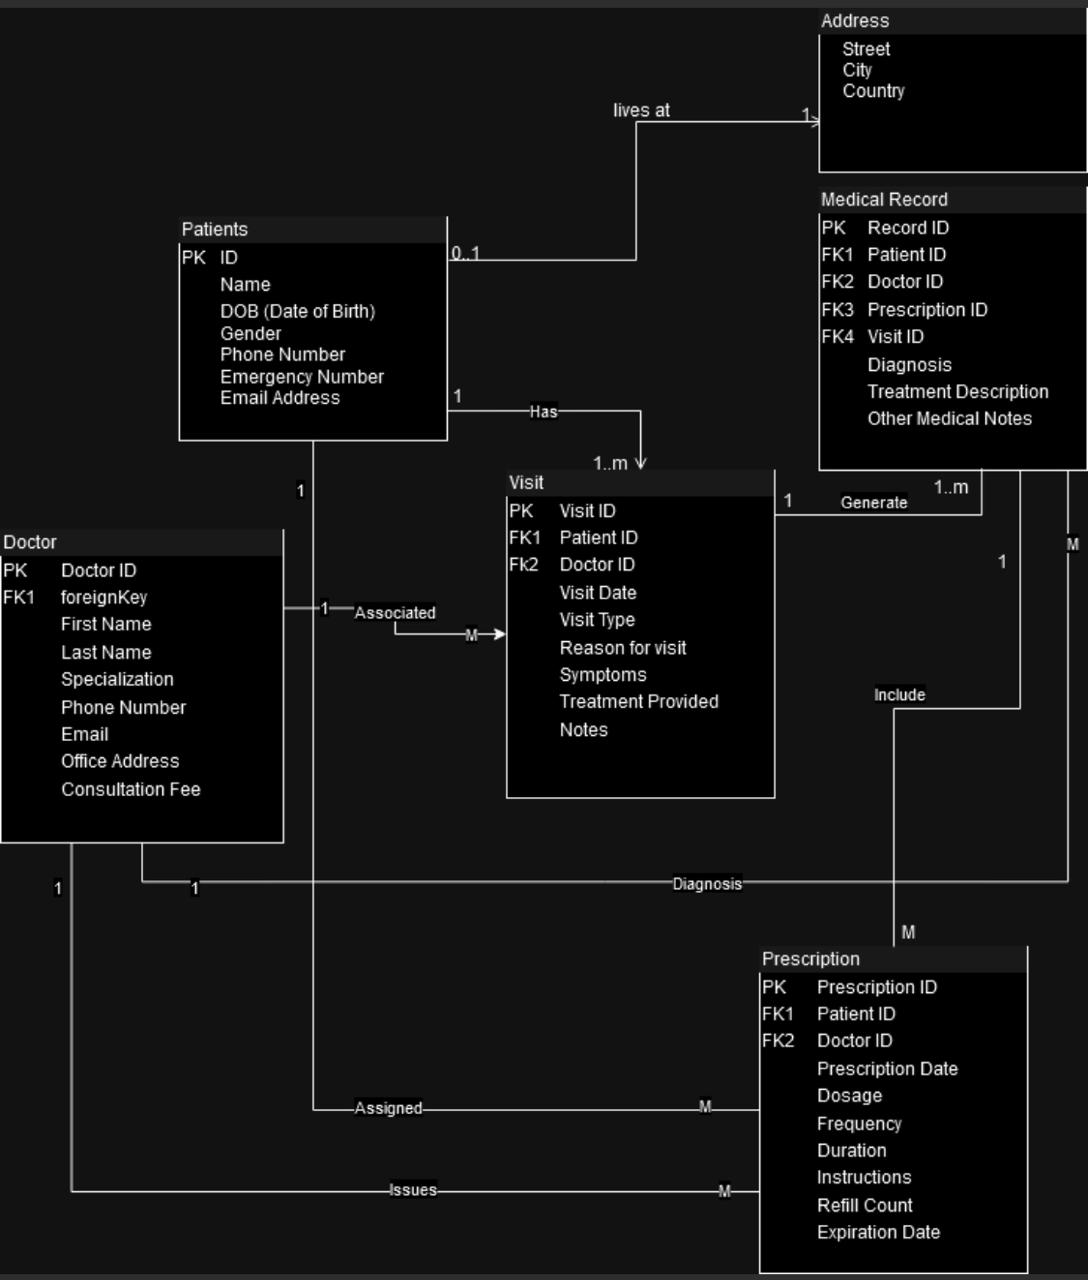 Address
Street
City
Country
lives at
1
Patients
PK ID
Name
DOB (Date of Birth)
Gender
Phone Number
Emergency Number
Email Address
0..1
1
Has
1..m
1
Medical Record
PK Record ID
FK1 Patient ID
FK2 Doctor ID
FK3 Prescription ID
FK4 Visit ID
Diagnosis
Treatment Description
Other Medical Notes
Visit
PK Visit ID
FK1 Patient ID
Fk2 Doctor ID
Visit Date
Visit Type
Reason for visit
Symptoms
Treatment Provided
Notes
1
Generate
1..m
1
M
Doctor
PK Doctor ID
FK1 foreignKey
First Name
Last Name
Specialization
Phone Number
Email
Office Address
Consultation Fee
1
Associated
M
Include
M
1
1
Diagnosis
Prescription
PK Prescription ID
FK1 Patient ID
FK2 Doctor ID
Prescription Date
Dosage
Frequency
Duration
Instructions
Refill Count
Expiration Date
Assigned
M
Issues
M